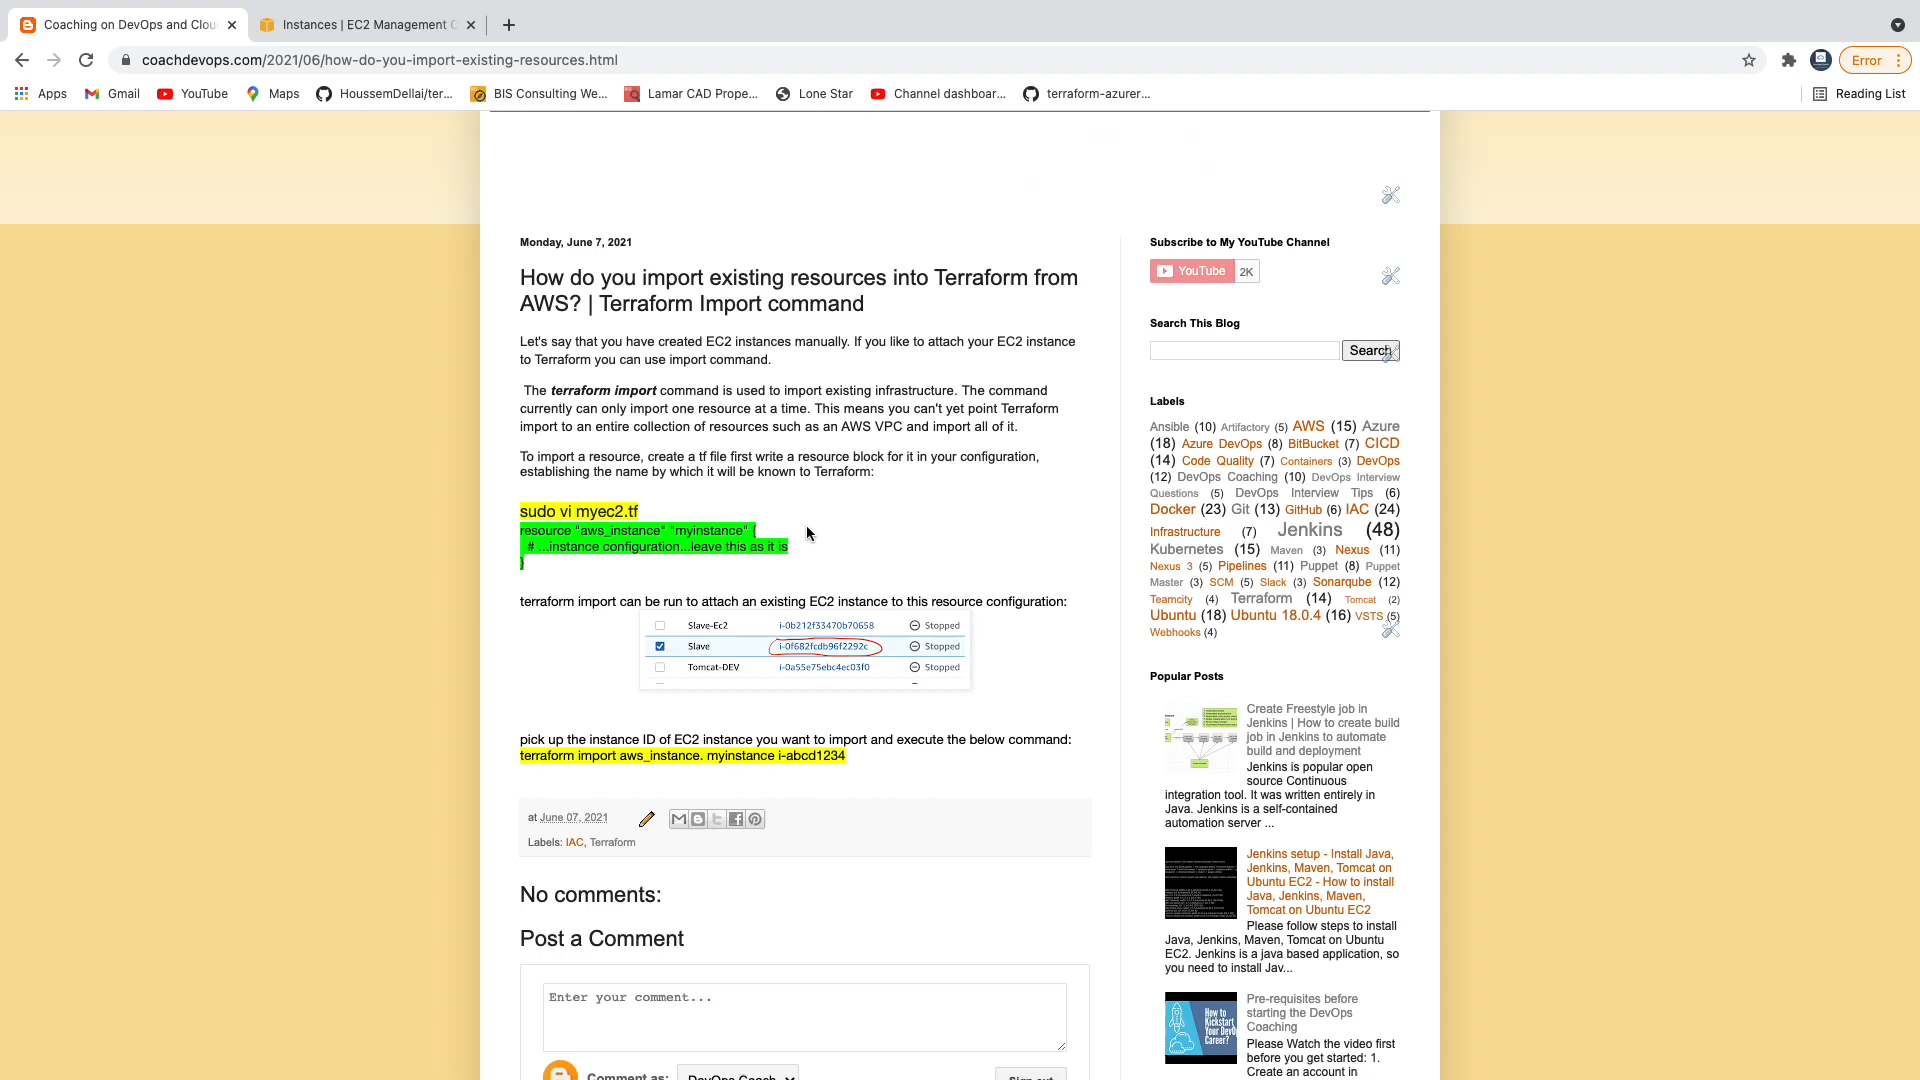 Coaching on DevOps and Clou
Instances | EC2 Management C
coachdevops.com/2021/06/how-do-you-import-existing-resources.html
Error
Apps
Gmail
YouTube
Maps
HoussemDellai/ter...
BIS Consulting We...
Lamar CAD Prope...
Lone Star
Channel dashboar...
terraform-azurer...
Reading List
Monday, June 7, 2021
How do you import existing resources into Terraform from
AWS? | Terraform Import command
Let's say that you have created EC2 instances manually. If you like to attach your EC2 instance
to Terraform you can use import command.
The terraform import command is used to import existing infrastructure. The command
currently can only import one resource at a time. This means you can't yet point Terraform
import to an entire collection of resources such as an AWS VPC and import all of it.
To import a resource, create a tf file first write a resource block for it in your configuration,
establishing the name by which it will be known to Terraform:
sudo vi myec2.tf
resource "aws_instance" "myinstance" {
# ...instance configuration...leave this as it is
}
terraform import can be run to attach an existing EC2 instance to this resource configuration:
Slave-Ec2 i-0b212f33470b70658 Stopped
Slave i-0f682fcdb96f2292c Stopped
Tomcat-DEV i-0a55e75ebc4ec03f0 Stopped
pick up the instance ID of EC2 instance you want to import and execute the below command:
terraform import aws_instance. myinstance i-abcd1234
at June 07, 2021
Labels: IAC, Terraform
No comments:
Post a Comment
Enter your comment...
Comment as: DevOps Coach
Sign out
Subscribe to My YouTube Channel
YouTube 2K
Search This Blog
Search
Labels
Ansible (10) Artifactory (5) AWS (15) Azure
(18) Azure DevOps (8) BitBucket (7) CICD
(14) Code Quality (7) Containers (3) DevOps
(12) DevOps Coaching (10) DevOps Interview
Questions (5) DevOps Interview Tips (6)
Docker (23) Git (13) GitHub (6) IAC (24)
Infrastructure (7) Jenkins (48)
Kubernetes (15) Maven (3) Nexus (11)
Nexus 3 (5) Pipelines (11) Puppet (8) Puppet
Master (3) SCM (5) Slack (3) Sonarqube (12)
Teamcity (4) Terraform (14) Tomcat (2)
Ubuntu (18) Ubuntu 18.0.4 (16) VSTS (5)
Webhooks (4)
Popular Posts
Create Freestyle job in
Jenkins | How to create build
job in Jenkins to automate
build and deployment
Jenkins is popular open
source Continuous
integration tool. It was written entirely in
Java. Jenkins is a self-contained
automation server ...
Jenkins setup - Install Java,
Jenkins, Maven, Tomcat on
Ubuntu EC2 - How to install
Java, Jenkins, Maven,
Tomcat on Ubuntu EC2
Please follow steps to install
Java, Jenkins, Maven, Tomcat on Ubuntu
EC2. Jenkins is a java based application, so
you need to install Jav...
How to
Kickstart
Your DevO
Career?
Pre-requisites before
starting the DevOps
Coaching
Please Watch the video first
before you get started: 1.
Create an account in